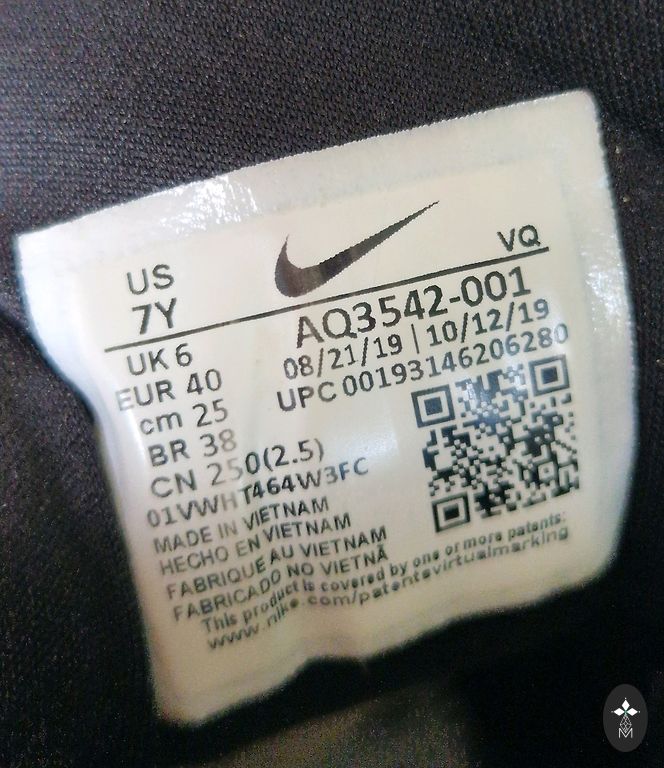 US
7Y
VQ
UK 6
EUR 40
cm 25
BR 38
CN 250(2.5)
AQ3542-001
08/21/19 | 10/12/19
UPC 00193146206280
01VWHT464W3FC
MADE IN VIETNAM
HECHO EN VIETNAM
FABRIQUE AU VIETNAM
FABRICADO NO VIETNÃ
This product is covered by one or more patents:
www.nike.com/patentsvirtualmarking
M